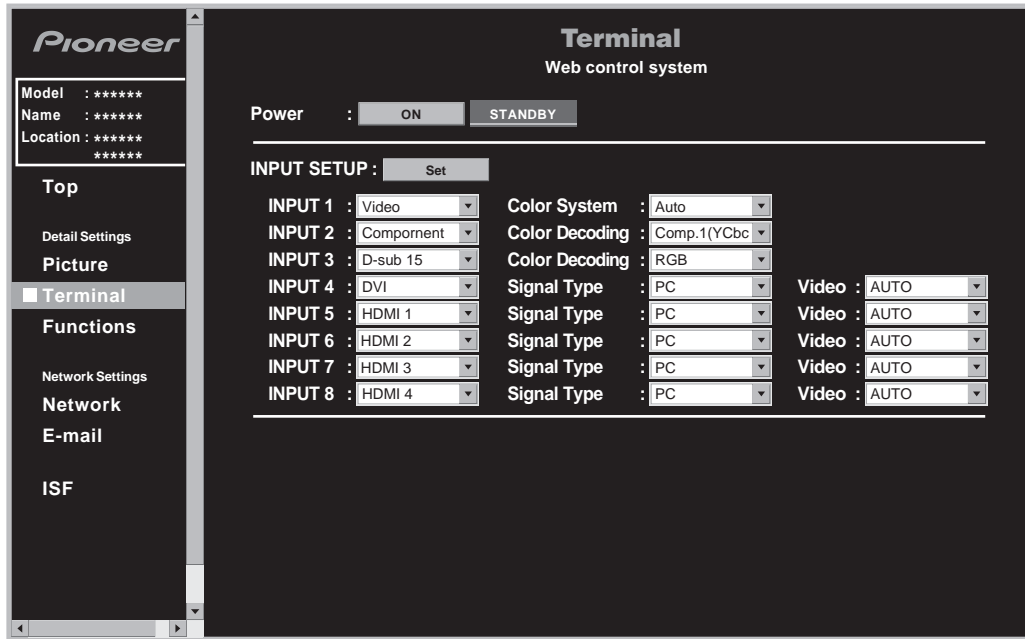 Pioneer
Model : ******
Name : ******
Location : ******
******
Top
Detail Settings
Picture
Terminal
Functions
Network Settings
Network
E-mail
ISF
Terminal
Web control system
Power : ON STANDBY
INPUT SETUP : Set
INPUT 1 : Video Color System : Auto
INPUT 2 : Compornent Color Decoding : Comp.1(YCbc
INPUT 3 : D-sub 15 Color Decoding : RGB
INPUT 4 : DVI Signal Type : PC Video : AUTO
INPUT 5 : HDMI 1 Signal Type : PC Video : AUTO
INPUT 6 : HDMI 2 Signal Type : PC Video : AUTO
INPUT 7 : HDMI 3 Signal Type : PC Video : AUTO
INPUT 8 : HDMI 4 Signal Type : PC Video : AUTO